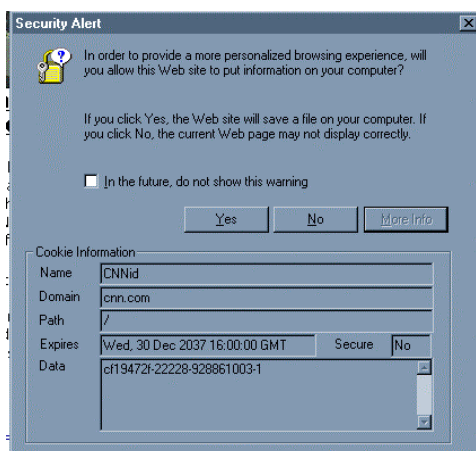 Security Alert
In order to provide a more personalized browsing experience, will
you allow this Web site to put information on your computer?
If you click Yes, the Web site will save a file on your computer. If
you click No, the current Web page may not display correctly.
In the future, do not show this warning
Yes No More Info
Cookie Information
Name CNNid
Domain cnn.com
Path /
Expires Wed, 30 Dec 2037 16:00:00 GMT Secure No
Data cf19472f-22228-928861003-1